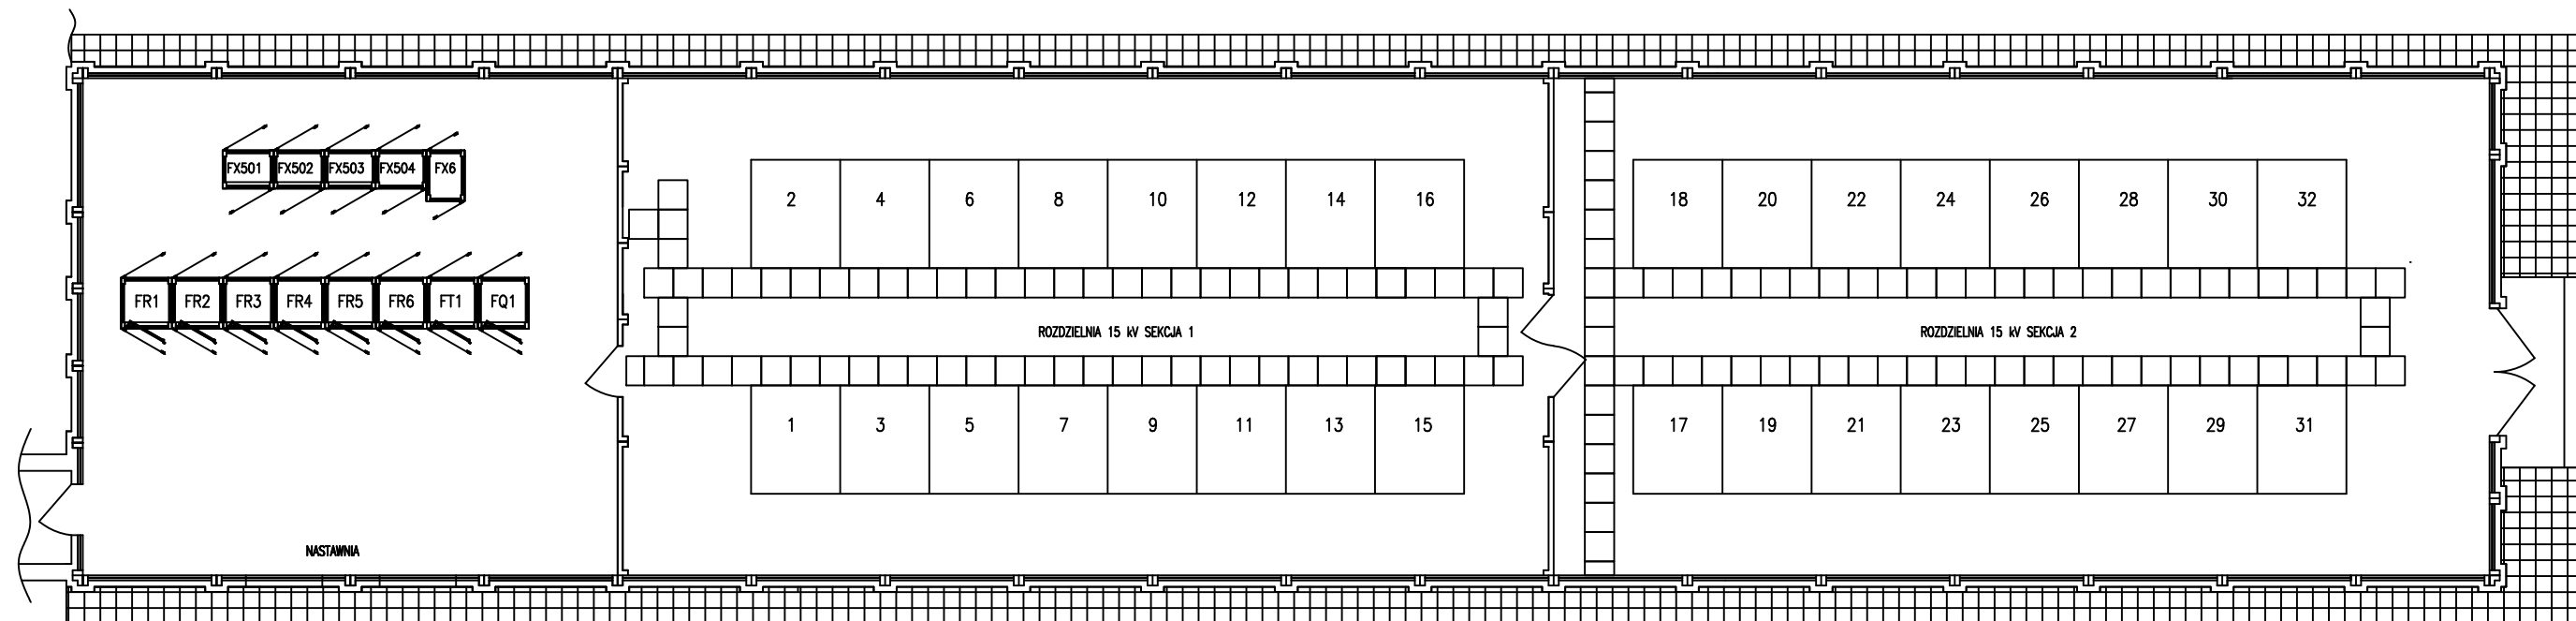 FX501 FX502 FX503 FX504 FX6
FR1 FR2 FR3 FR4 FR5 FR6 FT1 FQ1
NASTAWNIA
2 4 6 8 10 12 14 16
ROZDZIELNIA 15 kV SEKCJA 1
1 3 5 7 9 11 13 15
18 20 22 24 26 28 30 32
ROZDZIELNIA 15 kV SEKCJA 2
17 19 21 23 25 27 29 31